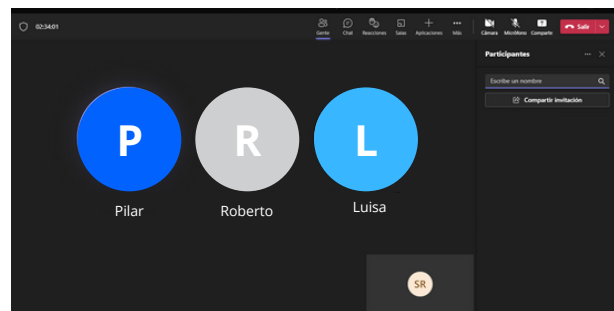 02:34:01
Gente Chat Reacciones Salas Aplicaciones Más Cámara Micrófono Comparte Salir
Participantes
Escribe un nombre
Compartir invitación
P R L
Pilar Roberto Luisa
SR